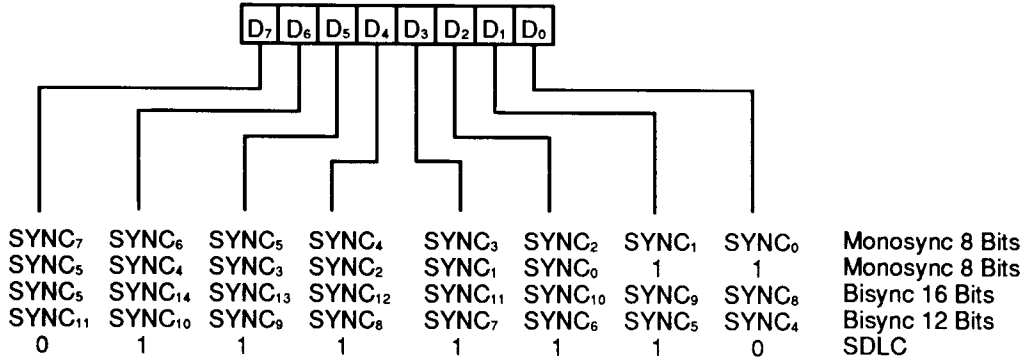 D₇ D₆ D₅ D₄ D₃ D₂ D₁ D₀
SYNC₇ SYNC₆ SYNC₅ SYNC₄ SYNC₃ SYNC₂ SYNC₁ SYNC₀ Monosync 8 Bits
SYNC₅ SYNC₄ SYNC₃ SYNC₂ SYNC₁ SYNC₀ 1 1 Monosync 8 Bits
SYNC₅ SYNC₁₄ SYNC₁₃ SYNC₁₂ SYNC₁₁ SYNC₁₀ SYNC₉ SYNC₈ Bisync 16 Bits
SYNC₁₁ SYNC₁₀ SYNC₉ SYNC₈ SYNC₇ SYNC₆ SYNC₅ SYNC₄ Bisync 12 Bits
0 1 1 1 1 1 1 0 SDLC